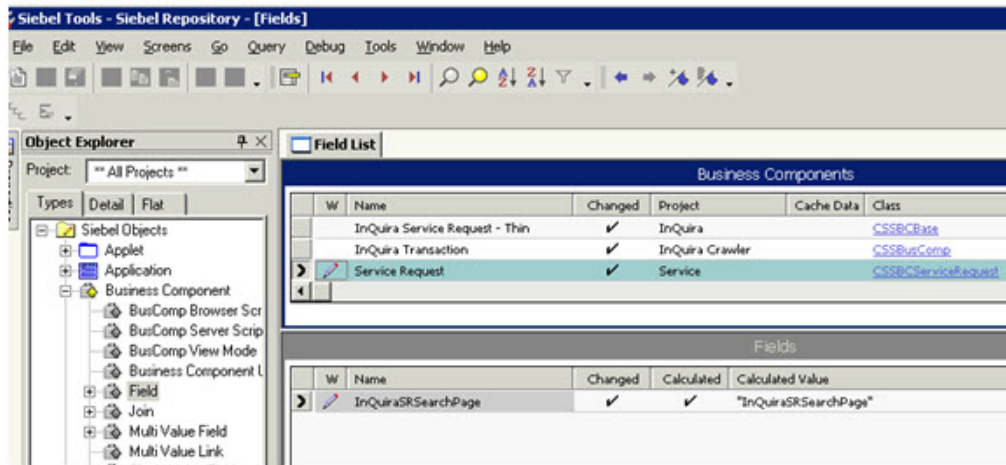 Siebel Tools - Siebel Repository - [Fields]
File Edit View Screens Go Query Debug Tools Window Help
Object Explorer
Field List
Project: ** All Projects **
Business Components
Types Detail Flat
W Name Changed Project Cache Data Class
Siebel Objects
InQuira Service Request - Thin InQuira CSSBCBase
Applet
InQuira Transaction InQuira Crawler CSSBusComp
Application
Service Request Service CSSBCServiceRequest
Business Component
BusComp Browser Scr
BusComp Server Scrip
BusComp View Mode
Fields
Business Component U
W Name Changed Calculated Calculated Value
Field
InQuiraSRSearchPage "InQuiraSRSearchPage"
Join
Multi Value Field
Multi Value Link